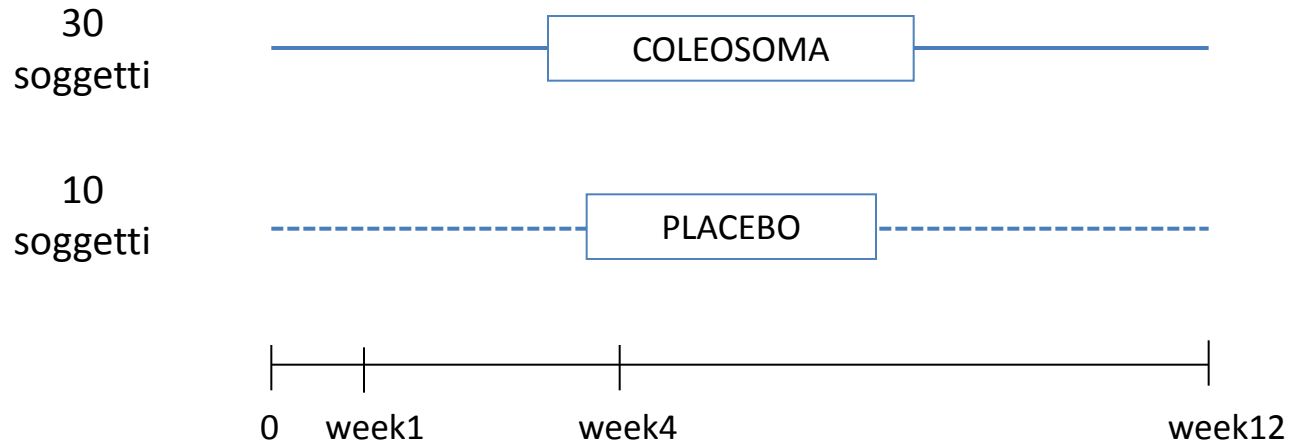 30
soggetti
COLEOSOMA
10
soggetti
PLACEBO
0 week1 week4 week12